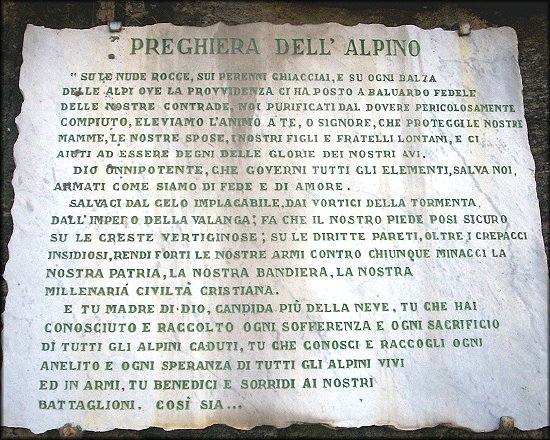 PREGHIERA DELL' ALPINO
" SU LE NUDE ROCCE, SUI PERENNI GHIACCIAI, E SU OGNI BALZA
DELLE ALPI OVE LA PROVVIDENZA CI HA POSTO A BALUARDO FEDELE
DELLE NOSTRE CONTRADE, NOI PURIFICATI DAL DOVERE PERICOLOSAMENTE
COMPIUTO, ELEVIAMO L'ANIMO A TE, O SIGNORE, CHE PROTEGGI LE NOSTRE
MAMME, LE NOSTRE SPOSE, I NOSTRI FIGLI E FRATELLI LONTANI, E CI
AIUTI AD ESSERE DEGNI DELLE GLORIE DEI NOSTRI AVI.
DIO ONNIPOTENTE, CHE GOVERNI TUTTI GLI ELEMENTI, SALVA NOI,
ARMATI COME SIAMO DI FEDE E DI AMORE.
SALVACI DAL GELO IMPLACABILE, DAI VORTICI DELLA TORMENTA,
DALL'IMPETO DELLA VALANGA; FA CHE IL NOSTRO PIEDE POSI SICURO
SU LE CRESTE VERTIGINOSE; SU LE DIRITTE PARETI, OLTRE I CREPACCI
INSIDIOSI, RENDI FORTI LE NOSTRE ARMI CONTRO CHIUNQUE MINACCI LA
NOSTRA PATRIA, LA NOSTRA BANDIERA, LA NOSTRA
MILLENARIÁ CIVILTÁ CRISTIANA.
E TU MADRE DI·DIO, CANDIDA PIÙ DELLA NEVE, TU CHE HAI
CONOSCIUTO E RACCOLTO OGNI SOFFERENZA E OGNI SACRIFICIO
DI TUTTI GLI ALPINI CADUTI, TU CHE CONOSCI E RACCOGLI OGNI
ANELITO E OGNI SPERANZA DI TUTTI GLI ALPINI VIVI
ED IN ARMI, TU BENEDICI E SORRIDI AI NOSTRI
BATTAGLIONI. COSÌ SIA...